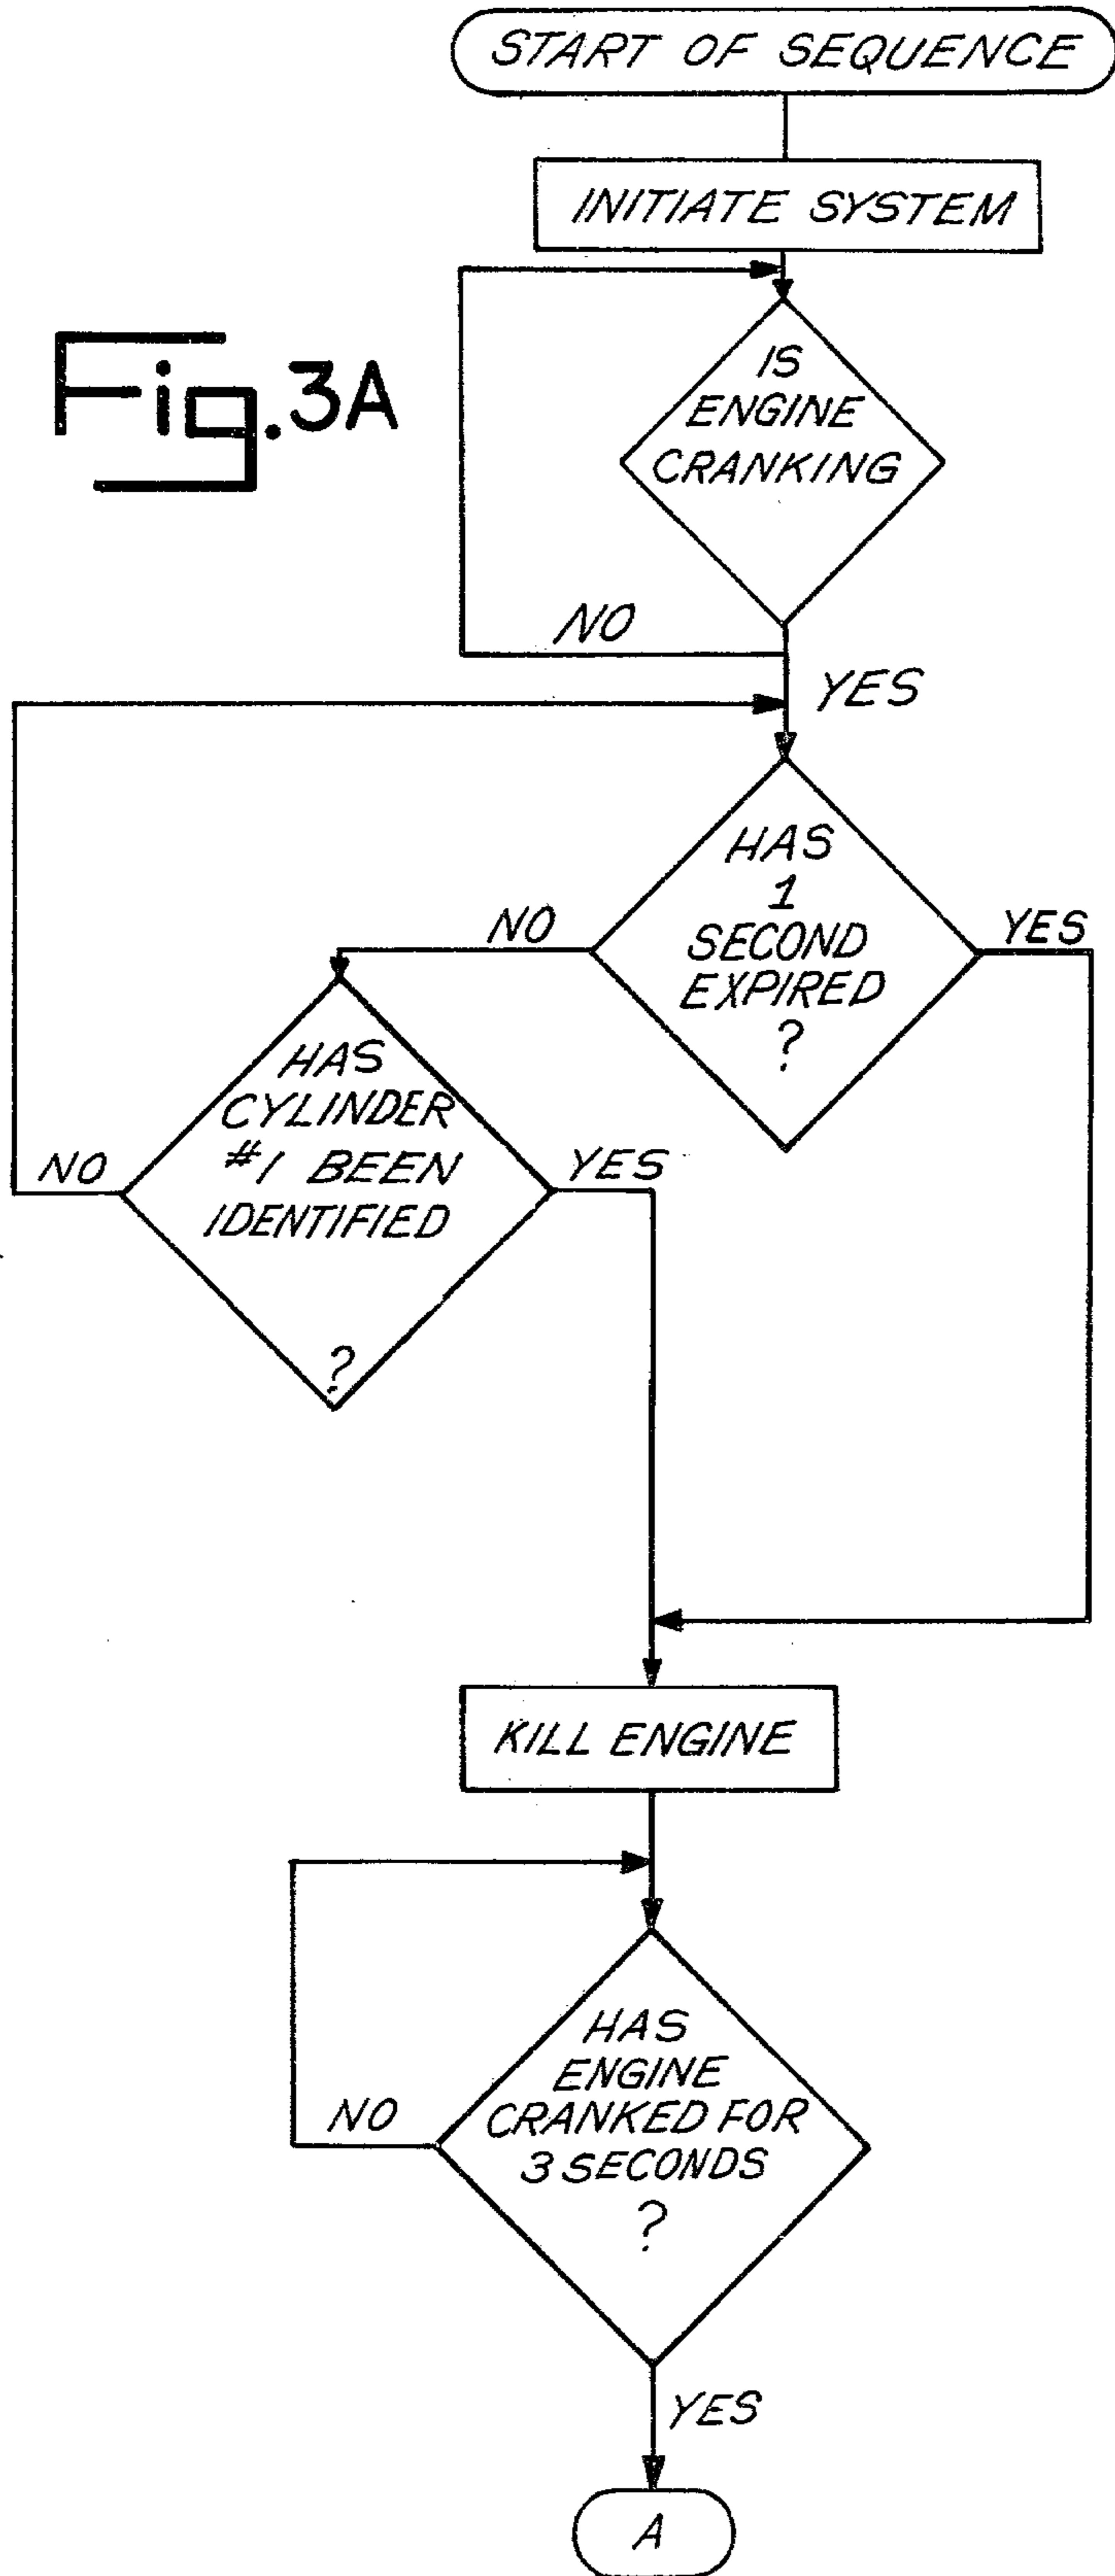 START OF SEQUENCE
INITIATE SYSTEM
Fig. 3A
IS
ENGINE
CRANKING
NO
YES
HAS
1
SECOND
EXPIRED
?
NO
YES
HAS
CYLINDER
#1 BEEN
IDENTIFIED
?
NO
YES
KILL ENGINE
HAS
ENGINE
CRANKED FOR
3 SECONDS
?
NO
YES
A